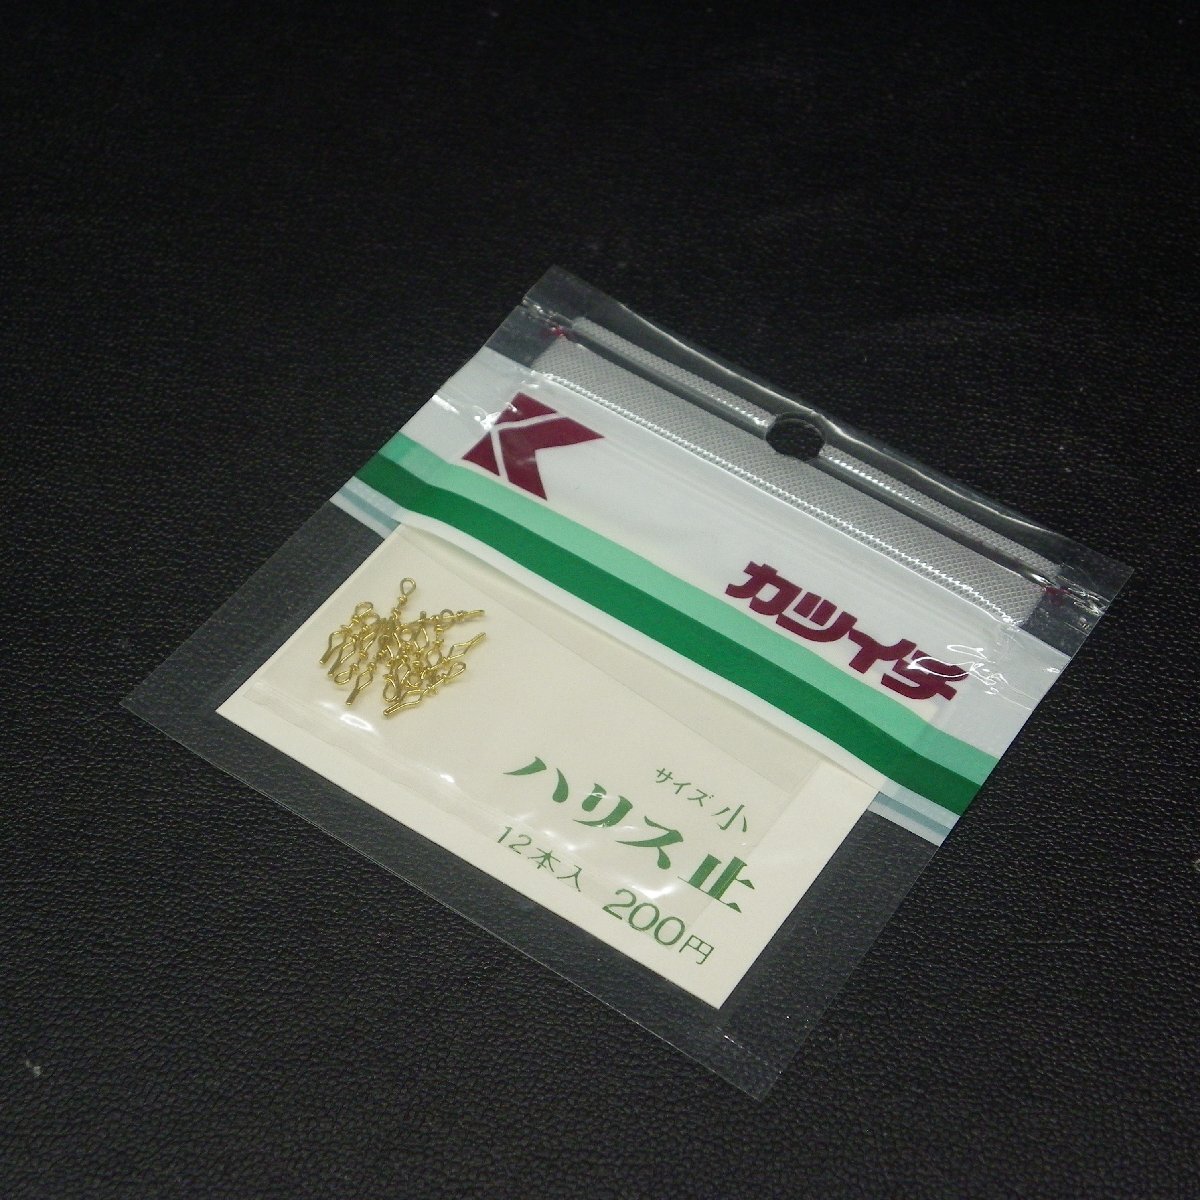 K
カツイチ
サイズ 小
ハリス止
12本入 200円